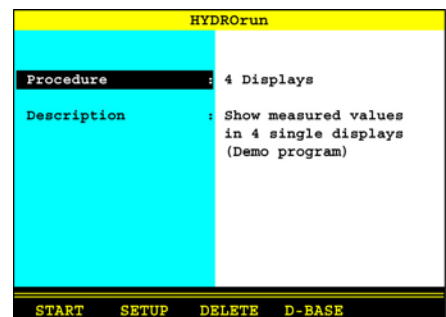 HYDROrun
Procedure : 4 Displays
Description : Show measured values
in 4 single displays
(Demo program)
START SETUP DELETE D-BASE